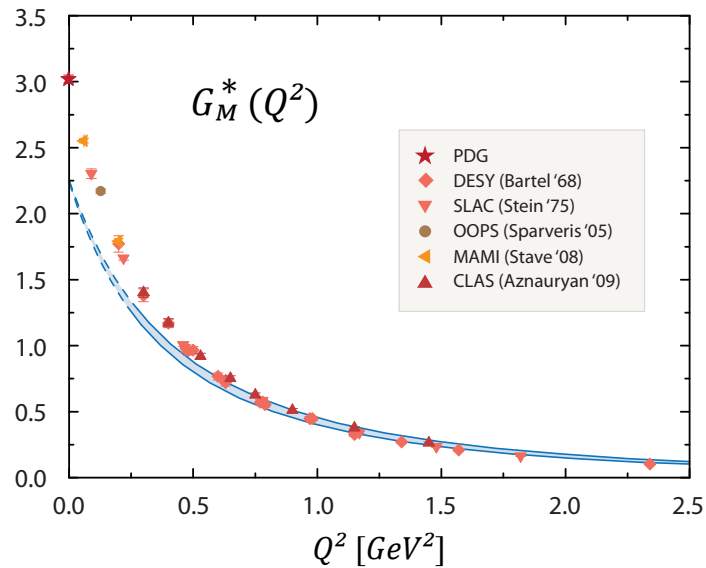 3.5
3.0
2.5
2.0
1.5
1.0
0.5
0.0
G*M (Q²)
PDG
DESY (Bartel ‘68)
SLAC (Stein ‘75)
OOPS (Sparveris ‘05)
MAMI (Stave ‘08)
CLAS (Aznauryan ‘09)
0.0 0.5 1.0 1.5 2.0 2.5
Q² [GeV²]